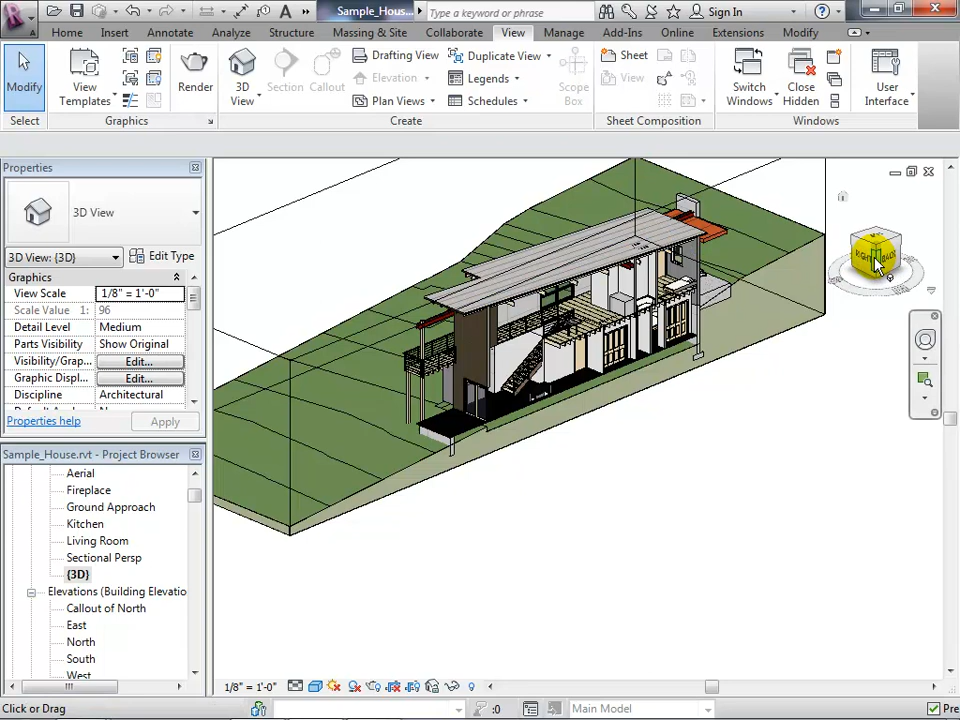 Sample_Hous...
Type a keyword or phrase
Sign In
Home Insert Annotate Analyze Structure Massing & Site Collaborate View Manage Add-Ins Online Extensions Modify
Modify
View Templates
Render
3D View
Section
Callout
Drafting View
Elevation
Plan Views
Duplicate View
Legends
Schedules
Scope Box
Sheet
View
Switch Windows
Close Hidden
User Interface
Select Graphics Create Sheet Composition Windows
Properties
3D View
3D View: {3D} Edit Type
Graphics
View Scale 1/8" = 1'-0"
Scale Value 1: 96
Detail Level Medium
Parts Visibility Show Original
Visibility/Grap... Edit...
Graphic Displ... Edit...
Discipline Architectural
Properties help Apply
Sample_House.rvt - Project Browser
Aerial
Fireplace
Ground Approach
Kitchen
Living Room
Sectional Persp
{3D}
Elevations (Building Elevatio
Callout of North
East
North
South
West
RIGHT BACK
1/8" = 1'-0"
Click or Drag
:0
Main Model
Pre